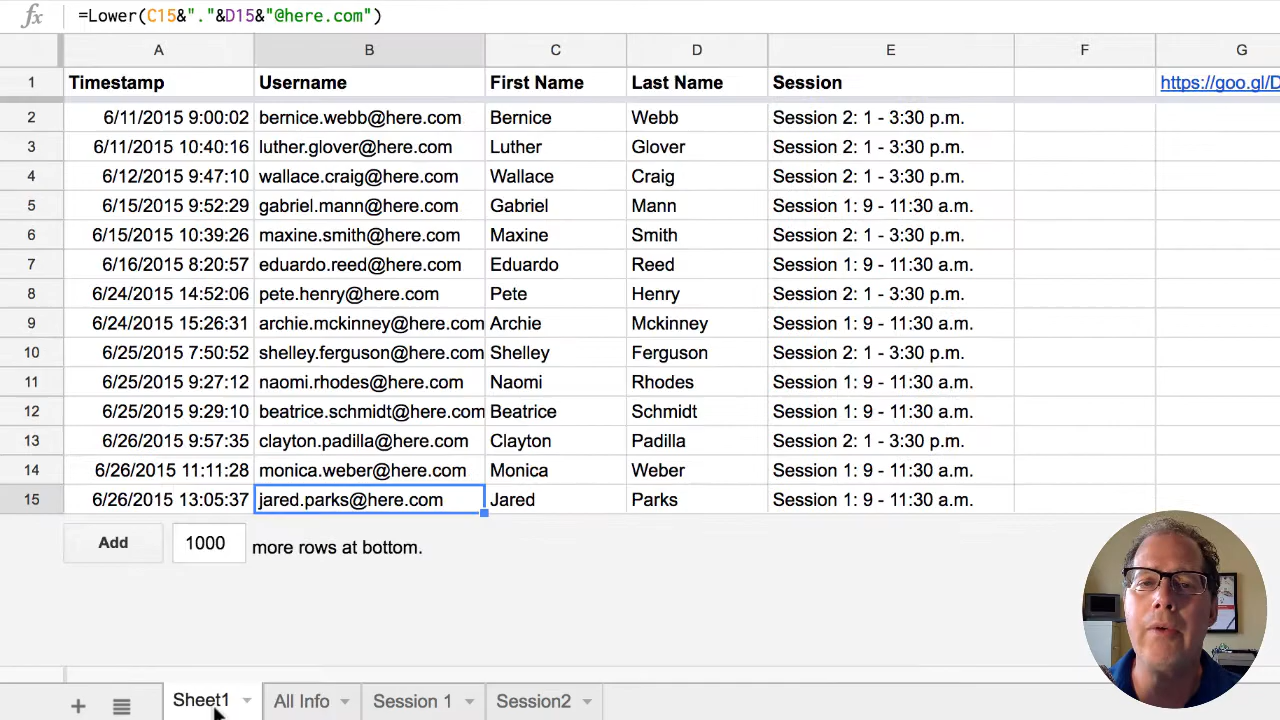 fx =Lower(C15&"."&D15&"@here.com")
A B C D E F G
1 Timestamp Username First Name Last Name Session https://goo.gl/D
2 6/11/2015 9:00:02 bernice.webb@here.com Bernice Webb Session 2: 1 - 3:30 p.m.
3 6/11/2015 10:40:16 luther.glover@here.com Luther Glover Session 2: 1 - 3:30 p.m.
4 6/12/2015 9:47:10 wallace.craig@here.com Wallace Craig Session 2: 1 - 3:30 p.m.
5 6/15/2015 9:52:29 gabriel.mann@here.com Gabriel Mann Session 1: 9 - 11:30 a.m.
6 6/15/2015 10:39:26 maxine.smith@here.com Maxine Smith Session 2: 1 - 3:30 p.m.
7 6/16/2015 8:20:57 eduardo.reed@here.com Eduardo Reed Session 1: 9 - 11:30 a.m.
8 6/24/2015 14:52:06 pete.henry@here.com Pete Henry Session 2: 1 - 3:30 p.m.
9 6/24/2015 15:26:31 archie.mckinney@here.com Archie Mckinney Session 1: 9 - 11:30 a.m.
10 6/25/2015 7:50:52 shelley.ferguson@here.com Shelley Ferguson Session 2: 1 - 3:30 p.m.
11 6/25/2015 9:27:12 naomi.rhodes@here.com Naomi Rhodes Session 1: 9 - 11:30 a.m.
12 6/25/2015 9:29:10 beatrice.schmidt@here.com Beatrice Schmidt Session 1: 9 - 11:30 a.m.
13 6/26/2015 9:57:35 clayton.padilla@here.com Clayton Padilla Session 2: 1 - 3:30 p.m.
14 6/26/2015 11:11:28 monica.weber@here.com Monica Weber Session 1: 9 - 11:30 a.m.
15 6/26/2015 13:05:37 jared.parks@here.com Jared Parks Session 1: 9 - 11:30 a.m.
Add 1000 more rows at bottom.
+ Sheet1 All Info Session 1 Session2